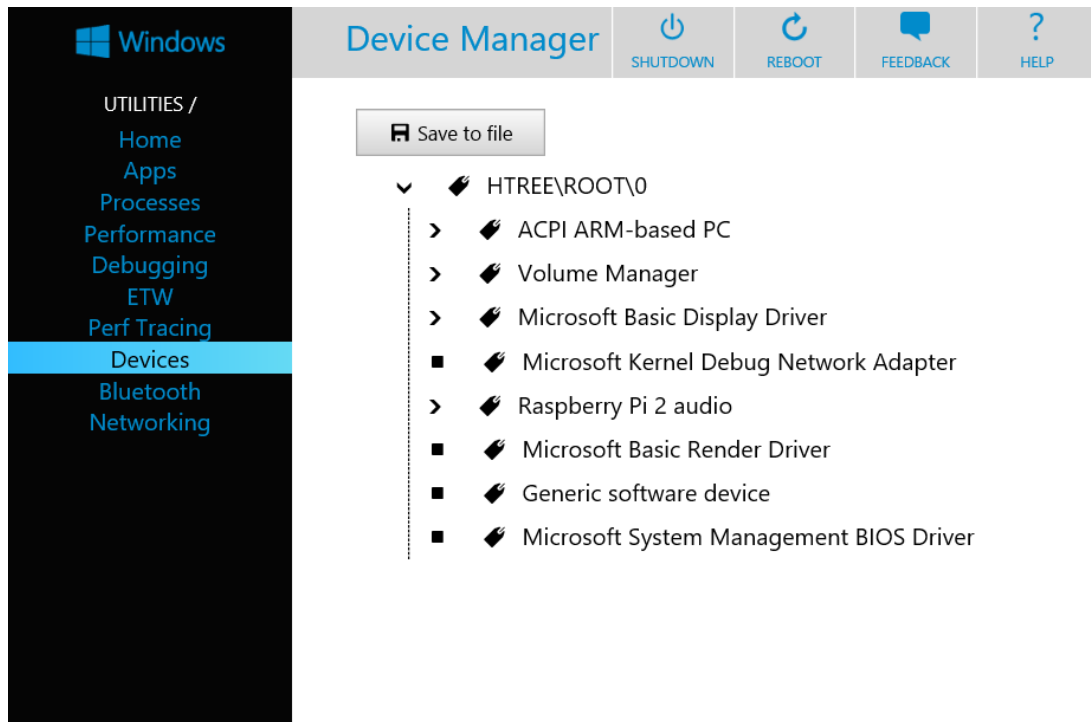 Windows
Device Manager
SHUTDOWN
REBOOT
FEEDBACK
?
HELP
UTILITIES /
Home
Apps
Processes
Performance
Debugging
ETW
Perf Tracing
Devices
Bluetooth
Networking
Save to file
HTREE\ROOT\0
ACPI ARM-based PC
Volume Manager
Microsoft Basic Display Driver
Microsoft Kernel Debug Network Adapter
Raspberry Pi 2 audio
Microsoft Basic Render Driver
Generic software device
Microsoft System Management BIOS Driver